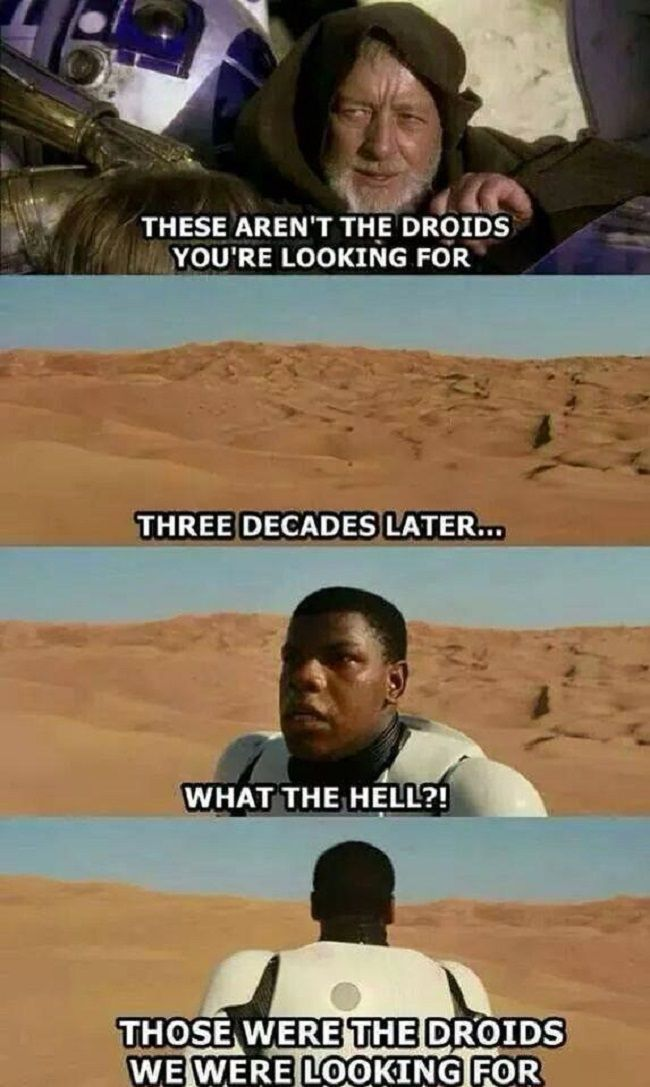 THESE AREN'T THE DROIDS
YOU'RE LOOKING FOR
THREE DECADES LATER...
WHAT THE HELL?!
THOSE WERE THE DROIDS
WE WERE LOOKING FOR